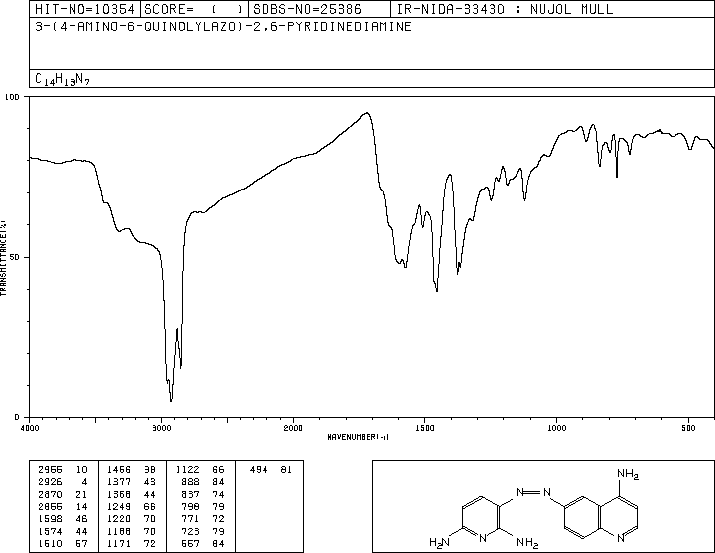 HIT-NO=10354 SCORE= ( ) SDBS-NO=25386 IR-NIDA-33430 : NUJOL MULL
3-(4-AMINO-6-QUINOLYLAZO)-2,6-PYRIDINEDIAMINE
C14H13N7
100
50
0
TRANSMITTANCE(%)
4000 3000 2000 1500 1000 500
WAVENUMBER(-1)
2955 10 1456 38 1122 66 494 81
2926 4 1377 43 888 84
2870 21 1368 44 837 74
2855 14 1249 66 798 79
1598 46 1220 70 771 72
1574 44 1188 70 723 79
1510 57 1171 72 557 84
NH2
N N
H2N N NH2 N